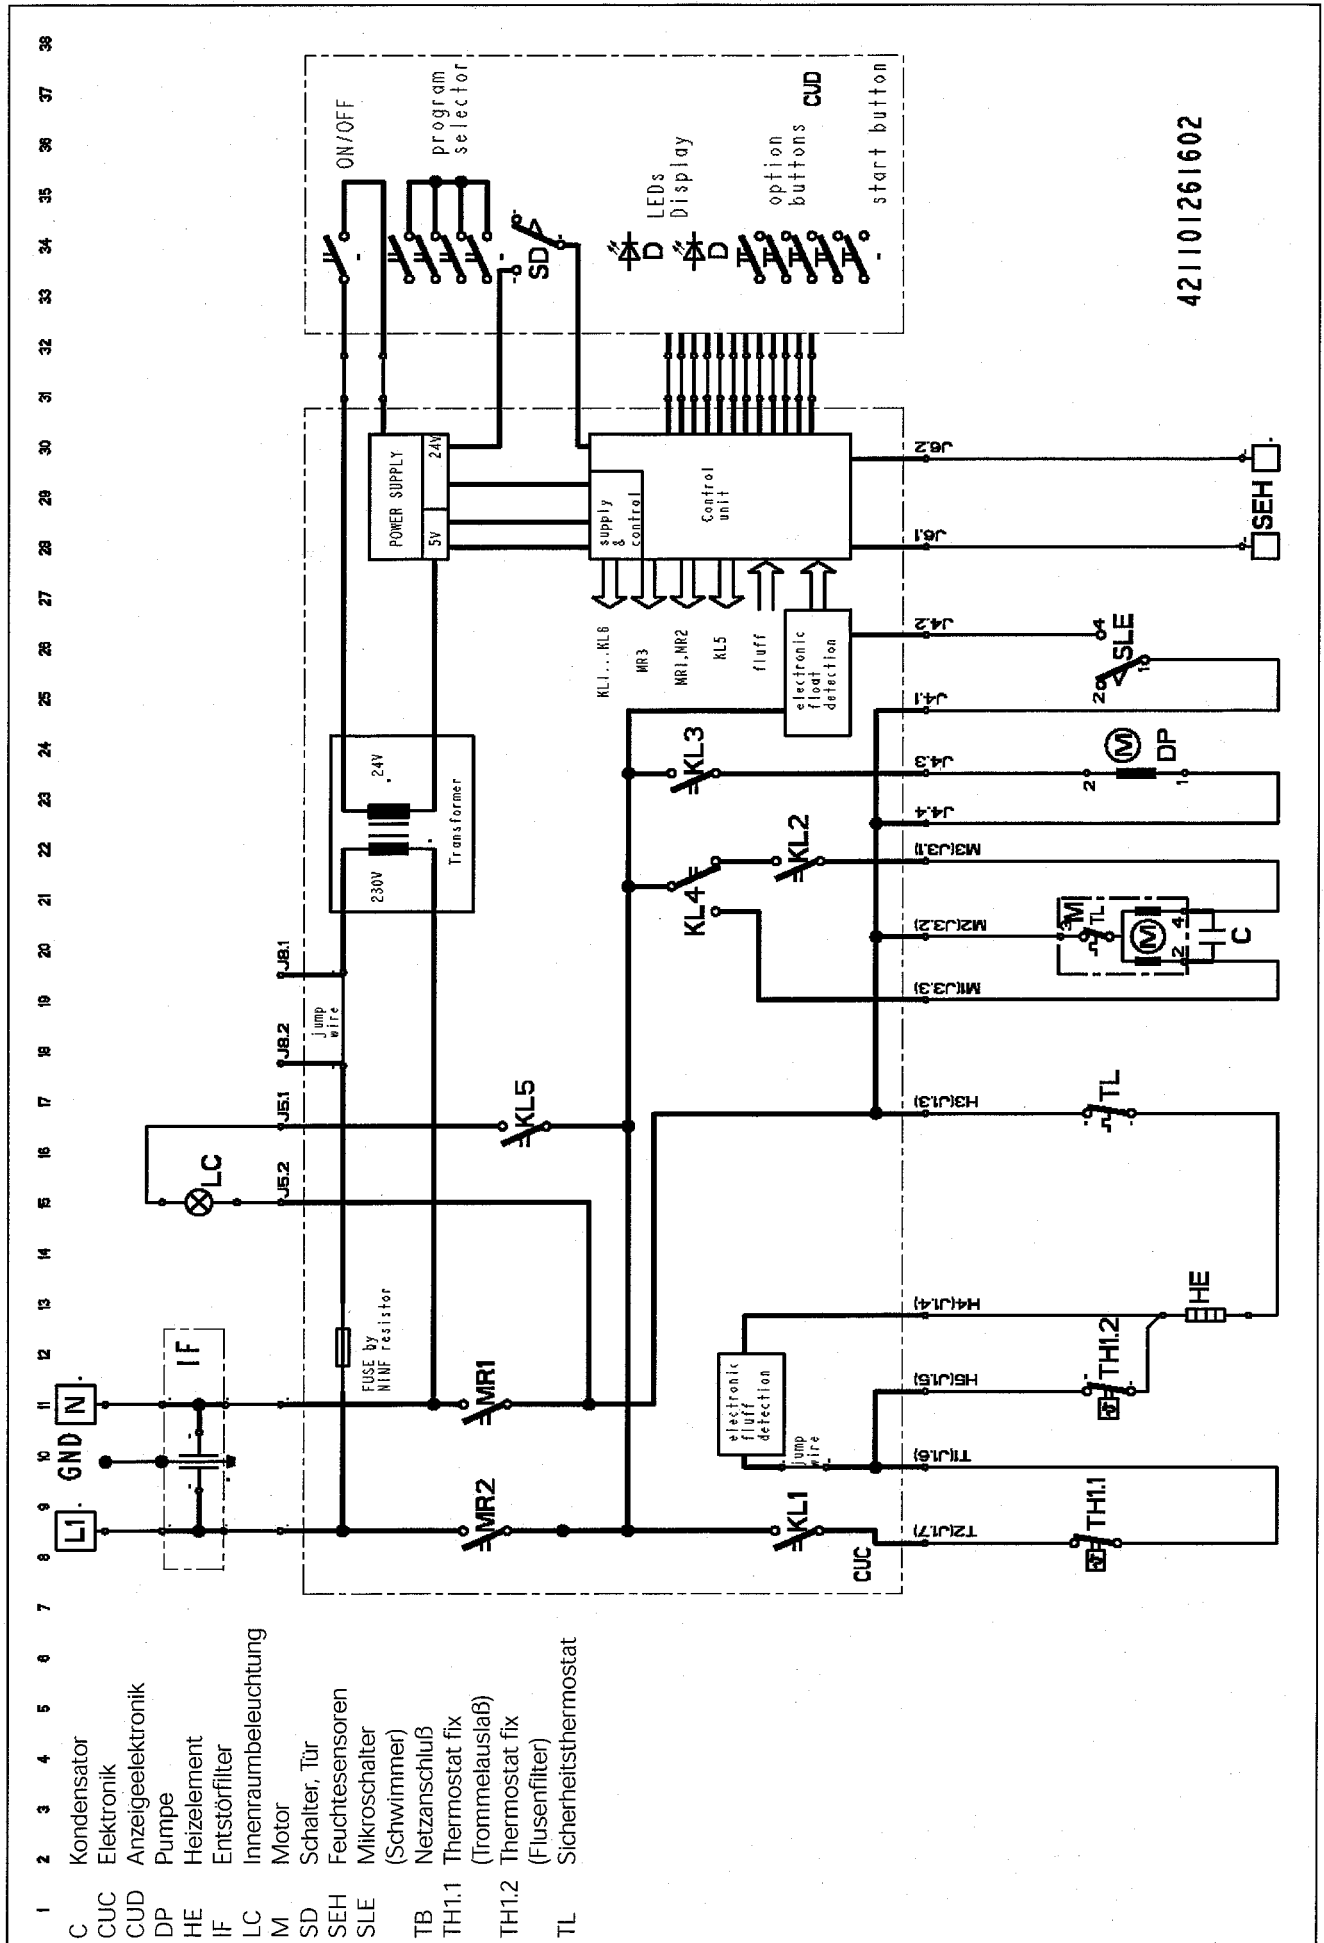 1 2 3 4 5 6 7 8 9 10 11 12 13 14 15 16 17 18 19 20 21 22 23 24 25 26 27 28 29 30 31 32 33 34 35 36 37 38
C Kondensator
CUC Elektronik
CUD Anzeigeelektronik
DP Pumpe
HE Heizelement
IF Entstörfilter
LC Innenraumbeleuchtung
M Motor
SD Schalter, Tür
SEH Feuchtesensoren
SLE Mikroschalter
(Schwimmer)
TB Netzanschluß
TH1.1 Thermostat fix
(Trommelauslaß)
TH1.2 Thermostat fix
(Flusenfilter)
TL Sicherheitsthermostat
L1
GND
N
IF
LC
J5.2
J5.1
J8.2
J8.1
jump
wire
FUSE by
NINF resistor
230V
24V
Transformer
POWER SUPPLY
5V
24V
ON/OFF
program
selector
SD
LEDs
Display
D
D
option
buttons
CUD
start button
supply
&
control
Control
unit
KL1...KL6
MR3
MR1,MR2
KL5
fluff
electronic
float
detection
MR2
MR1
KL5
KL4
KL2
KL3
KL1
CUC
electronic
fluff
detection
jump
wire
T2(J1.7)
T1(J1.6)
H5(J1.5)
H4(J1.4)
H3(J1.3)
M1(J3.3)
M2(J3.2)
M3(J3.1)
J4.4
J4.3
J4.1
J4.2
J6.1
J6.2
TH1.1
TH1.2
HE
TL
3
M
TL
M
2
4
C
2
M
1
DP
2
4
1
SLE
SEH
4211101261602